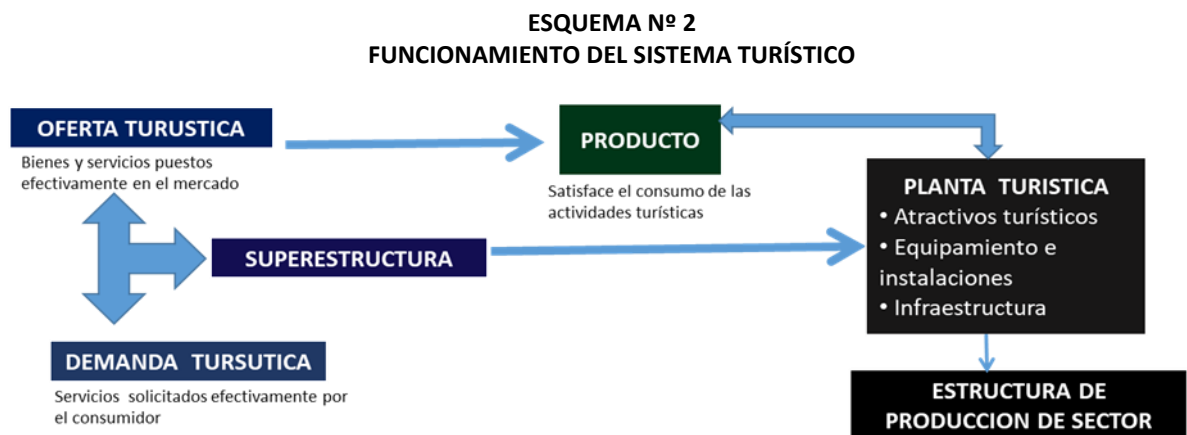 ESQUEMA Nº 2
FUNCIONAMIENTO DEL SISTEMA TURÍSTICO
OFERTA TURUSTICA
Bienes y servicios puestos
efectivamente en el mercado
PRODUCTO
Satisface el consumo de las
actividades turísticas
PLANTA TURISTICA
• Atractivos turísticos
• Equipamiento e
instalaciones
• Infraestructura
SUPERESTRUCTURA
DEMANDA TURSUTICA
Servicios solicitados efectivamente por
el consumidor
ESTRUCTURA DE
PRODUCCION DE SECTOR